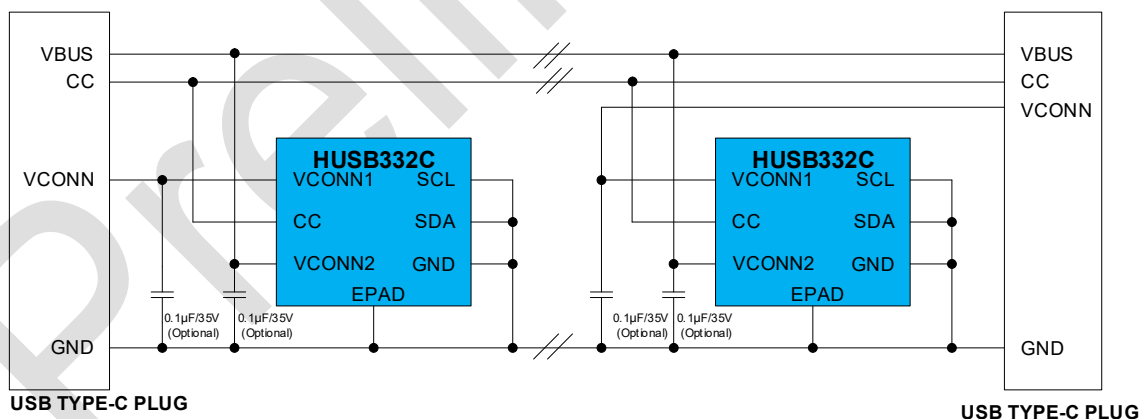 VBUS
CC
VCONN
GND
USB TYPE-C PLUG
HUSB332C
VCONN1
SCL
CC
SDA
VCONN2
GND
EPAD
0.1µF/35V
(Optional)
0.1µF/35V
(Optional)
HUSB332C
VCONN1
SCL
CC
SDA
VCONN2
GND
EPAD
0.1µF/35V
(Optional)
0.1µF/35V
(Optional)
VBUS
CC
VCONN
GND
USB TYPE-C PLUG